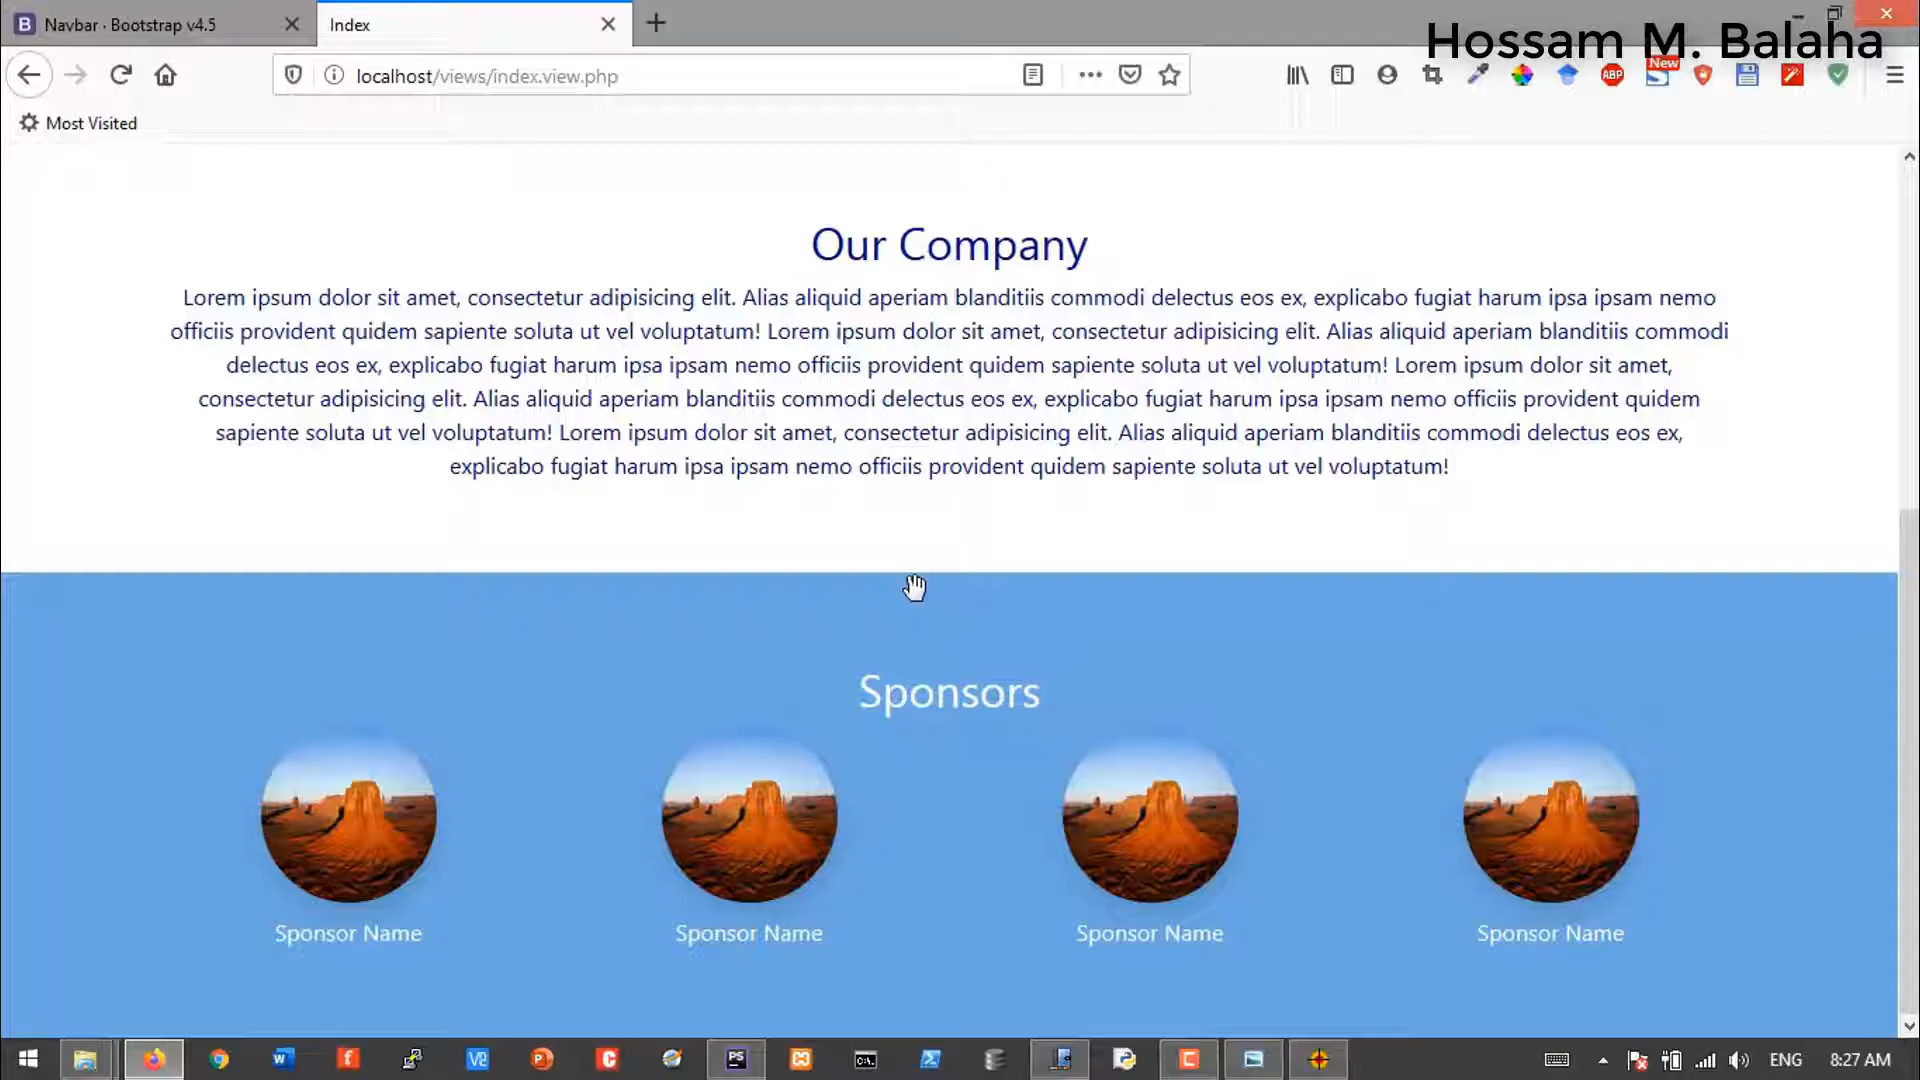 Navbar · Bootstrap v4.5
Index
Hossam M. Balaha
localhost/views/index.view.php
New
ABP
Most Visited
Our Company
Lorem ipsum dolor sit amet, consectetur adipisicing elit. Alias aliquid aperiam blanditiis commodi delectus eos ex, explicabo fugiat harum ipsa ipsam nemo
officiis provident quidem sapiente soluta ut vel voluptatum! Lorem ipsum dolor sit amet, consectetur adipisicing elit. Alias aliquid aperiam blanditiis commodi
delectus eos ex, explicabo fugiat harum ipsa ipsam nemo officiis provident quidem sapiente soluta ut vel voluptatum! Lorem ipsum dolor sit amet,
consectetur adipisicing elit. Alias aliquid aperiam blanditiis commodi delectus eos ex, explicabo fugiat harum ipsa ipsam nemo officiis provident quidem
sapiente soluta ut vel voluptatum! Lorem ipsum dolor sit amet, consectetur adipisicing elit. Alias aliquid aperiam blanditiis commodi delectus eos ex,
explicabo fugiat harum ipsa ipsam nemo officiis provident quidem sapiente soluta ut vel voluptatum!
Sponsors
Sponsor Name
Sponsor Name
Sponsor Name
Sponsor Name
ENG
8:27 AM